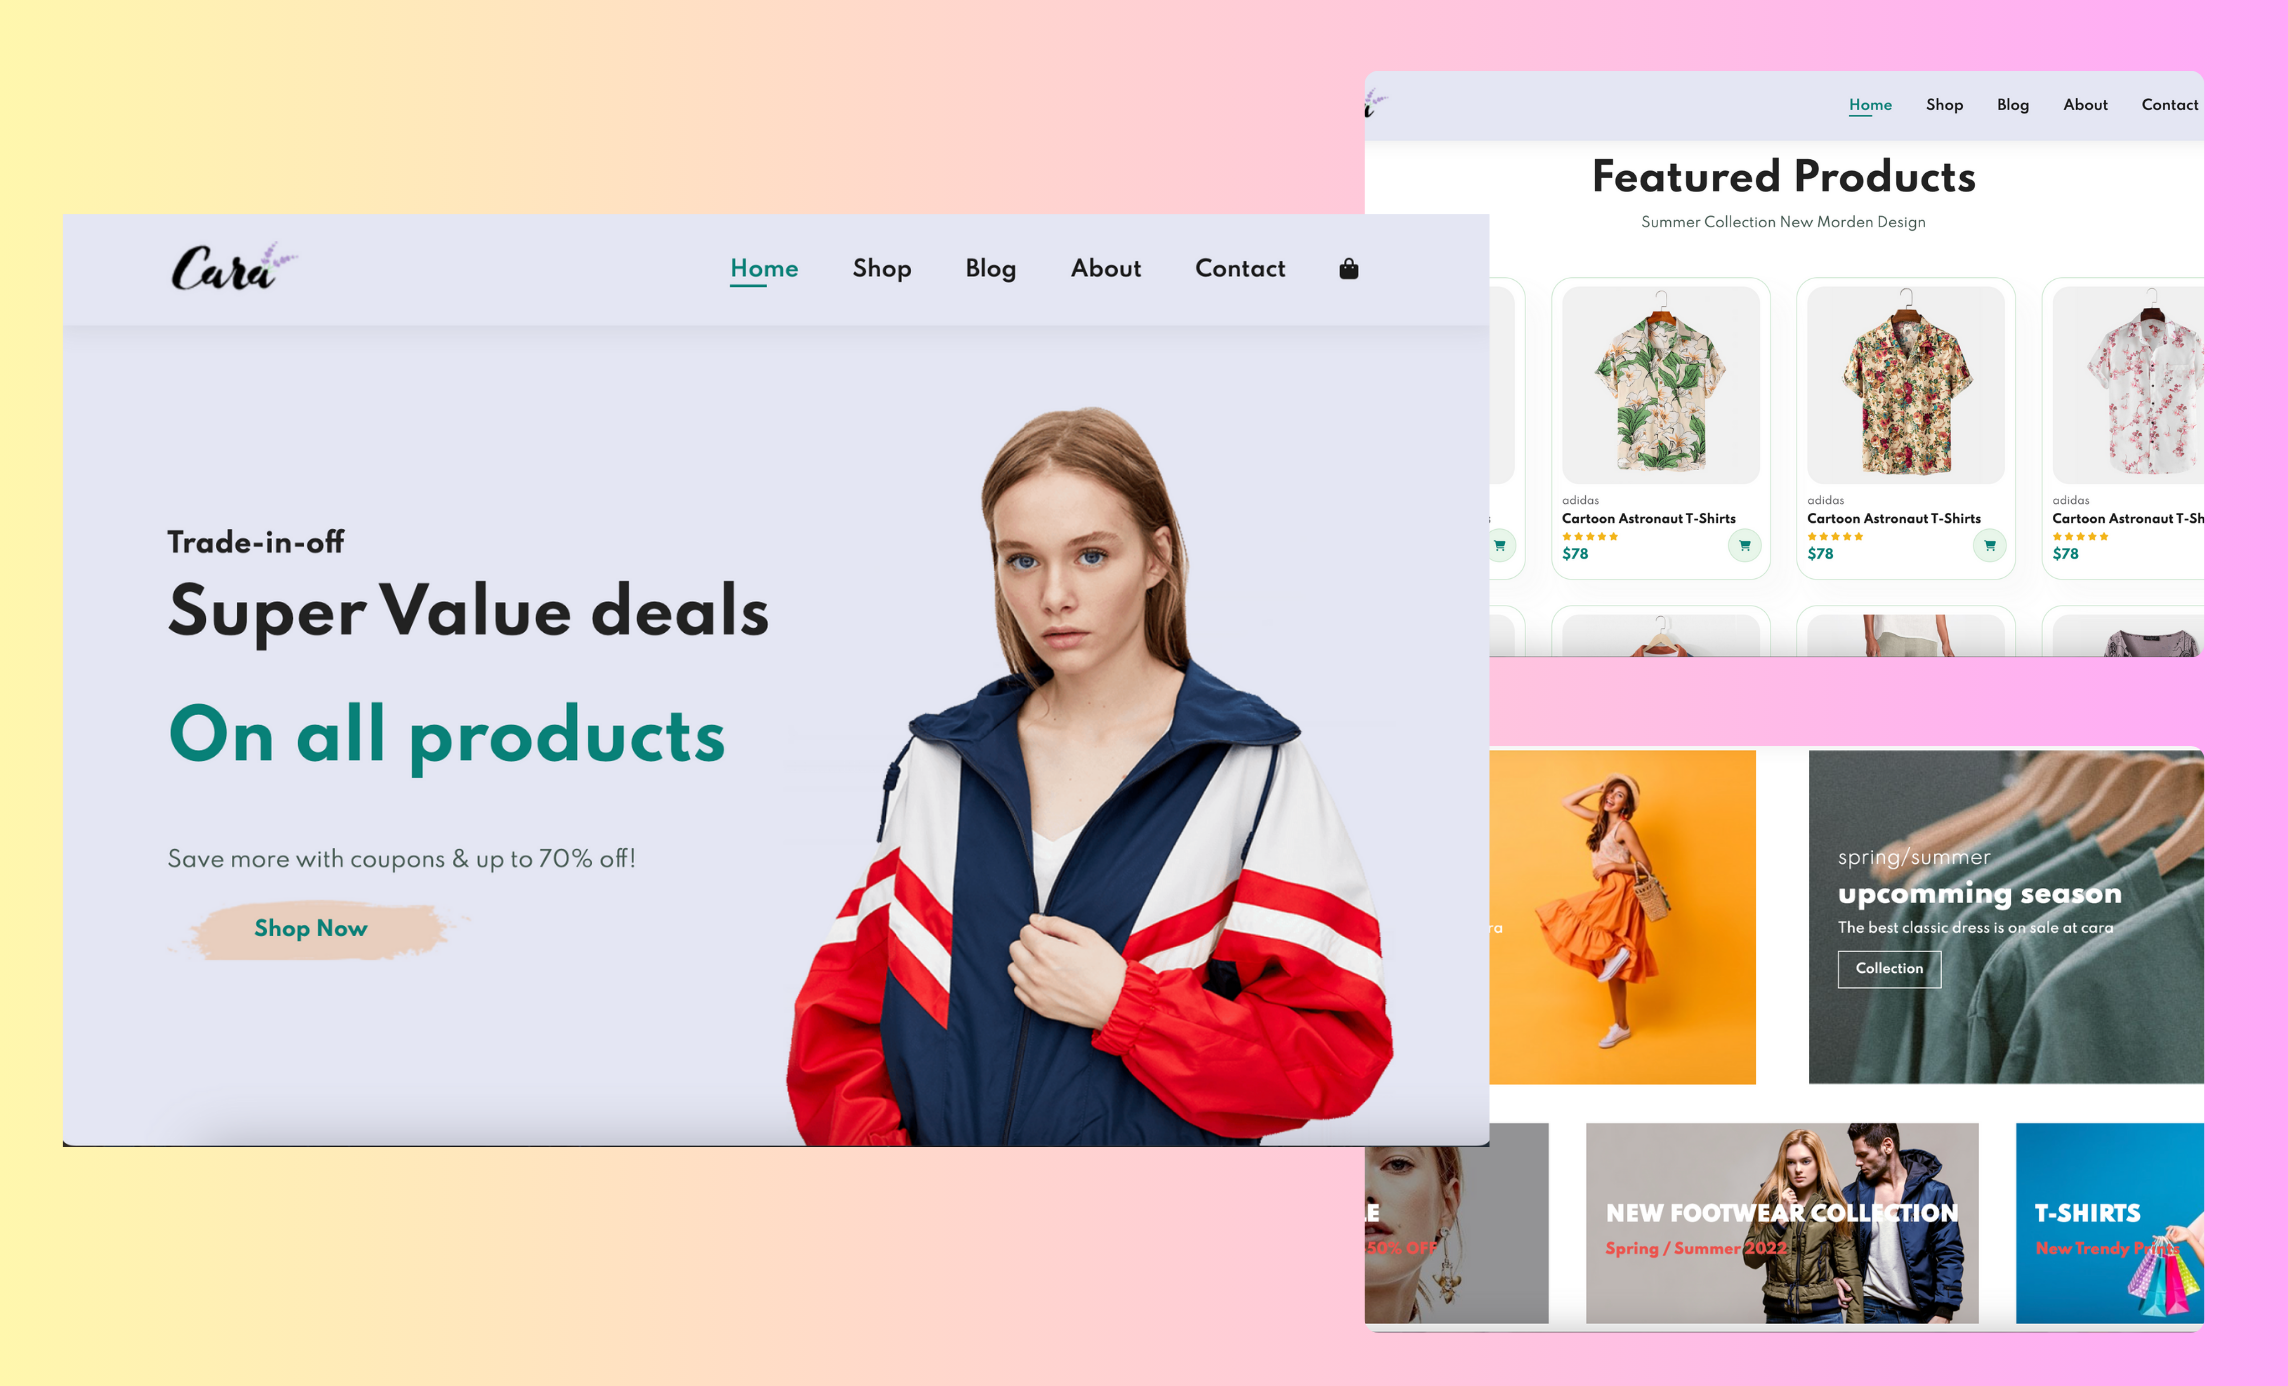 Cara
Home Shop Blog About Contact
Trade-in-off
Super Value deals
On all products
Save more with coupons & up to 70% off!
Shop Now
Home Shop Blog About Contact
Featured Products
Summer Collection New Morden Design
adidas
Cartoon Astronaut T-Shirts
$78
adidas
Cartoon Astronaut T-Shirts
$78
adidas
Cartoon Astronaut T-Sh
$78
ra
spring/summer
upcomming season
The best classic dress is on sale at cara
Collection
LE
50% OFF
NEW FOOTWEAR COLLECTION
Spring / Summer 2022
T-SHIRTS
New Trendy Prints